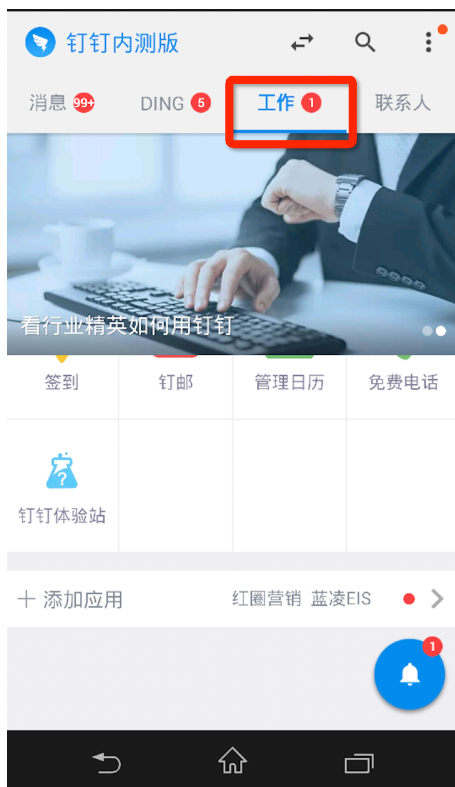 钉钉内测版
消息 99+ DING 5 工作 1 联系人
看行业精英如何用钉钉
签到 钉邮 管理日历 免费电话
?
钉钉体验站
+ 添加应用 红圈营销 蓝凌EIS
1